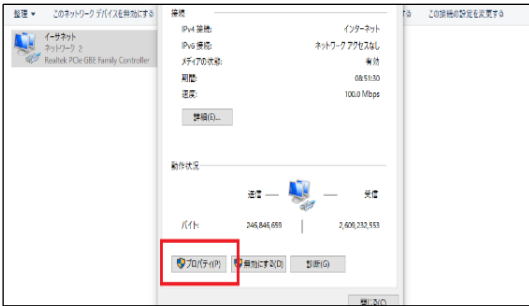 整理 ▼ このネットワーク デバイスを無効にする
する この接続の設定を変更する
イーサネット
ネットワーク 2
Realtek PCIe GBE Family Controller
接続
IPv4 接続: インターネット
IPv6 接続: ネットワーク アクセスなし
メディアの状態: 有効
期間: 08:51:30
速度: 100.0 Mbps
詳細(E)...
動作状況
送信 受信
バイト: 246,846,659 2,609,232,553
プロパティ(P) 無効にする(D) 診断(G)
閉じる(C)